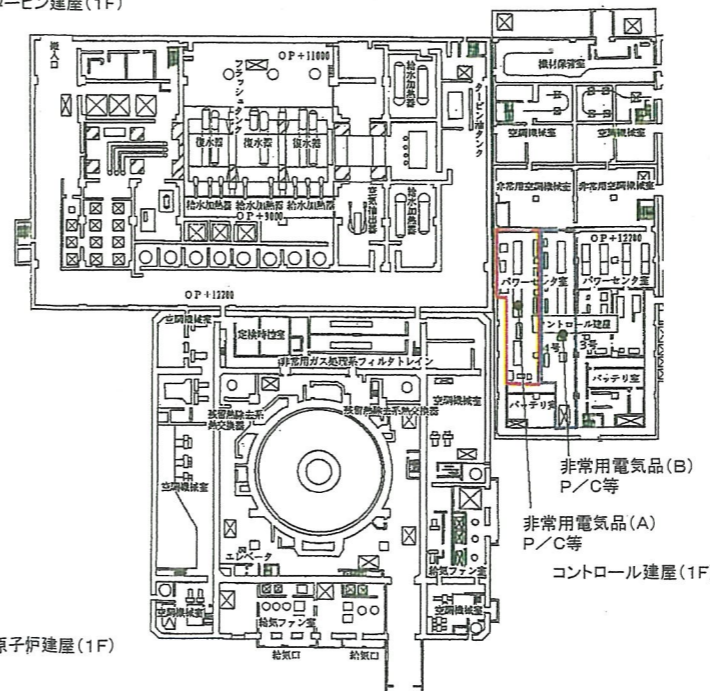 タービン建屋(1F)
搬入口
OP+11000
フラッシュタンク
給水加熱器
タービン油タンク
機材保管室
空調機械室
空調機械室
復水器
復水器
復水器
非常用空調機械室
非常用空調機械室
給水加熱器
給水加熱器
給水加熱器
空気抽出器
給水加熱器
OP+9000
OP+12200
パワーセンタ室
パワーセンタ室
OP+12200
空調機械室
定検時検室
コントロール建屋
4号
3号
非常用ガス処理系フィルタトレイン
バッテリ室
バッテリ室
残留熱除去系熱交換器
残留熱除去系
熱交換器
空調機械室
空調機械室
非常用電気品(B)
P/C等
非常用電気品(A)
P/C等
エレベータ
給気ファン室
コントロール建屋(1F
空調機械室
給気ファン室
空調機械室
原子炉建屋(1F)
給気口
給気口